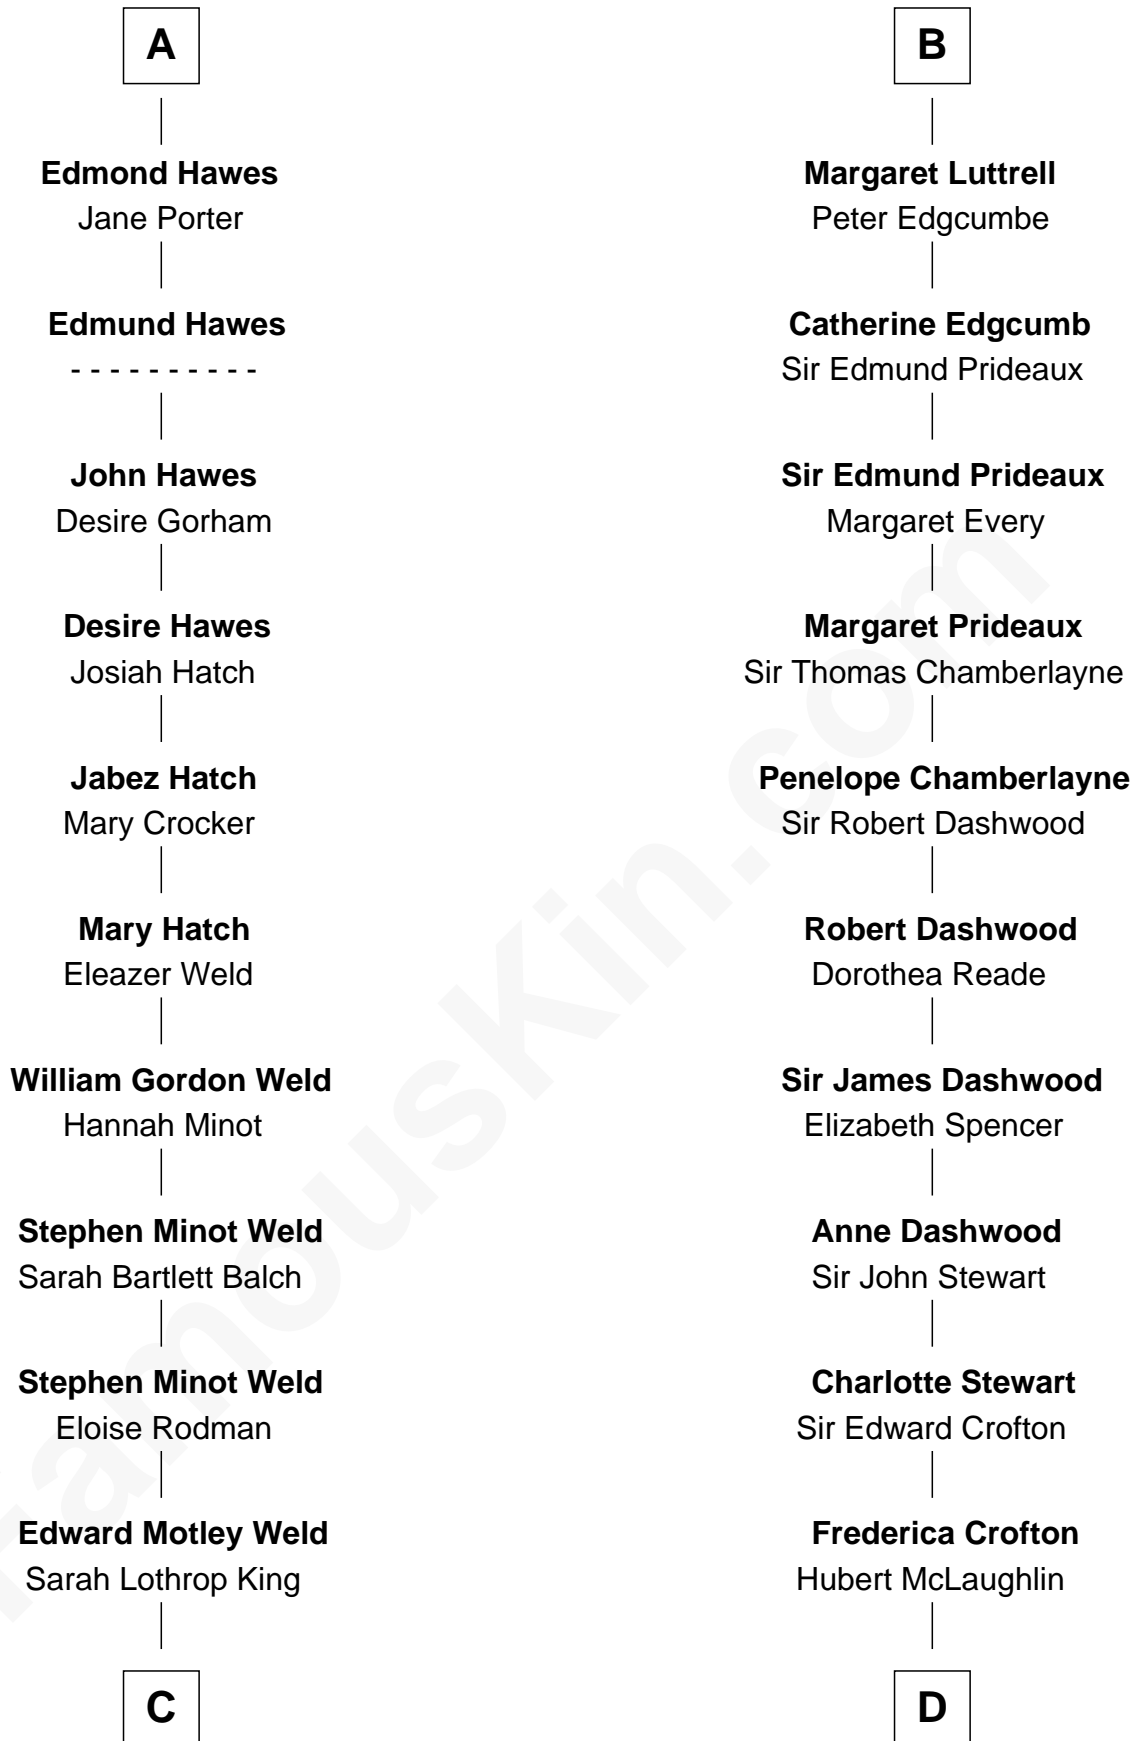 A
Edmond Hawes
Jane Porter
Edmund Hawes
- - - - - - - - - -
John Hawes
Desire Gorham
Desire Hawes
Josiah Hatch
Jabez Hatch
Mary Crocker
Mary Hatch
Eleazer Weld
William Gordon Weld
Hannah Minot
Stephen Minot Weld
Sarah Bartlett Balch
Stephen Minot Weld
Eloise Rodman
Edward Motley Weld
Sarah Lothrop King
C
B
Margaret Luttrell
Peter Edgcumbe
Catherine Edgcumb
Sir Edmund Prideaux
Sir Edmund Prideaux
Margaret Every
Margaret Prideaux
Sir Thomas Chamberlayne
Penelope Chamberlayne
Sir Robert Dashwood
Robert Dashwood
Dorothea Reade
Sir James Dashwood
Elizabeth Spencer
Anne Dashwood
Sir John Stewart
Charlotte Stewart
Sir Edward Crofton
Frederica Crofton
Hubert McLaughlin
D
FamousKin.com